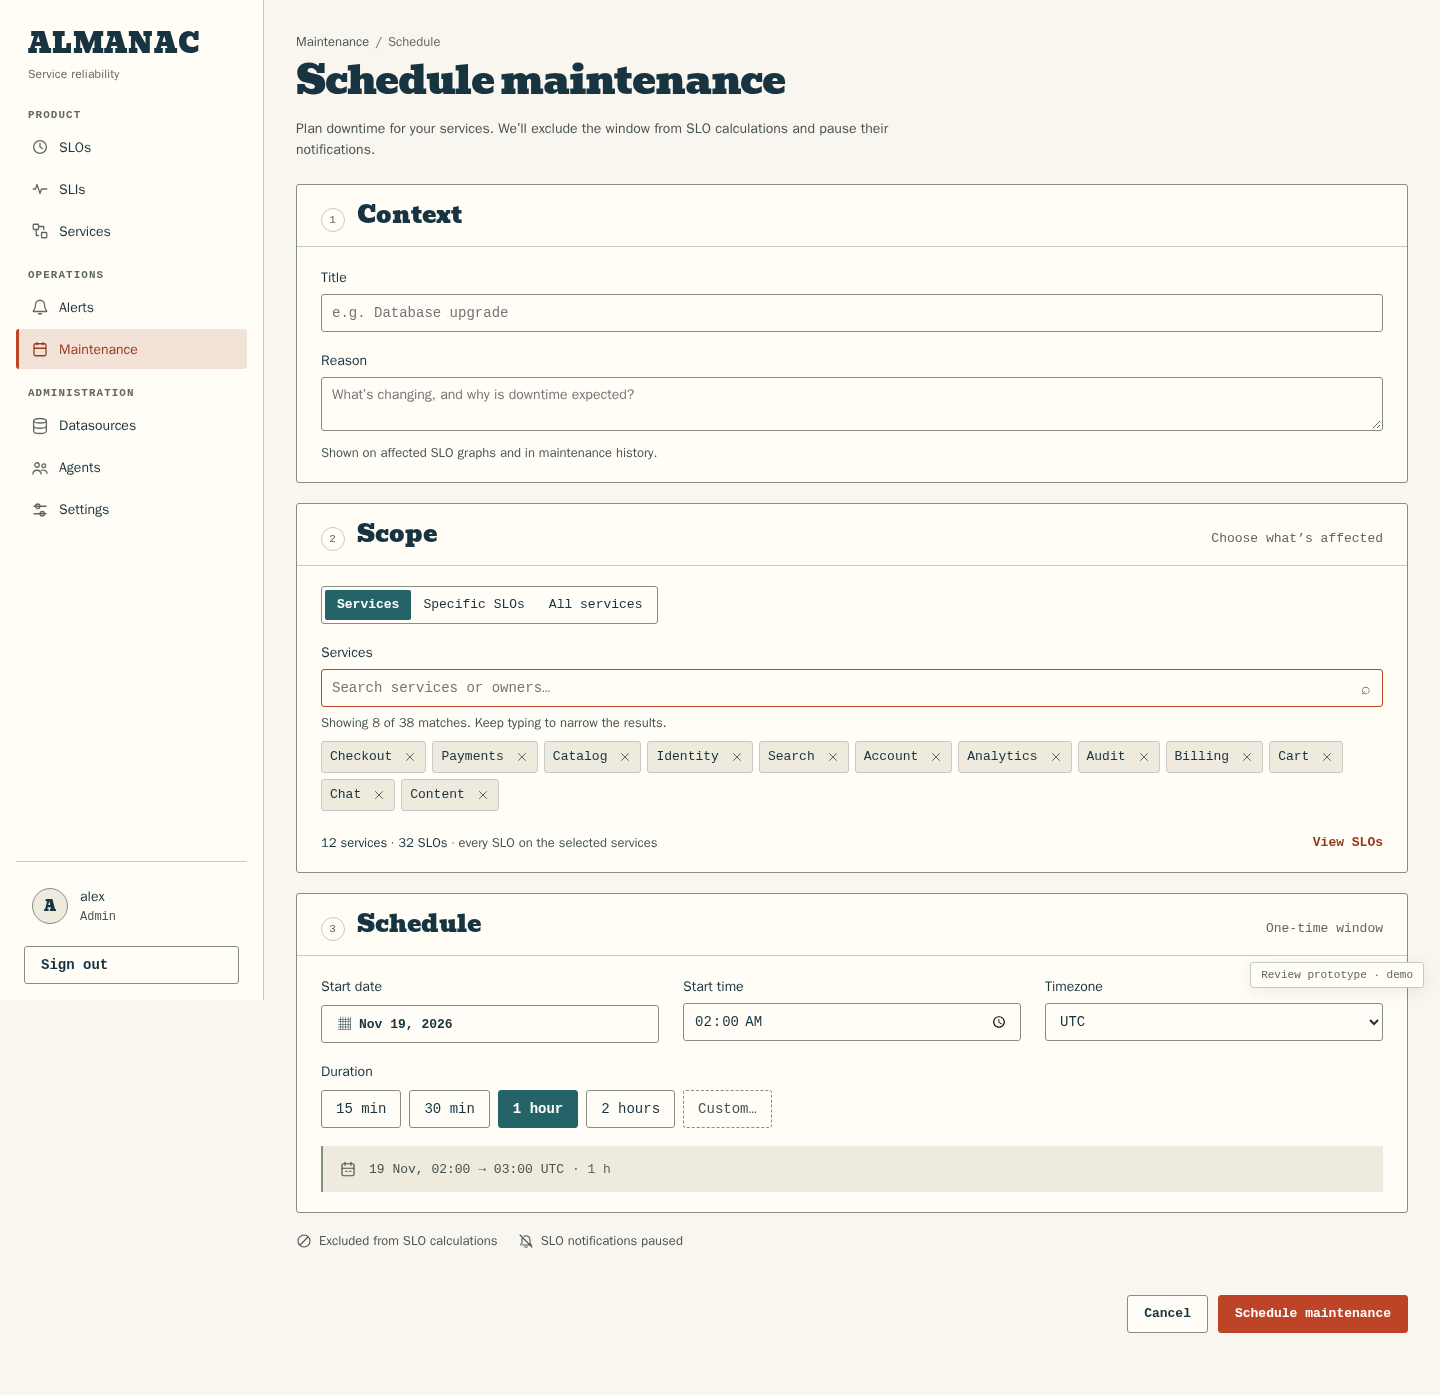 ALMANAC
Service reliability
PRODUCT
SLOs
SLIs
Services
OPERATIONS
Alerts
Maintenance
ADMINISTRATION
Datasources
Agents
Settings
A
alex
Admin
Sign out
Maintenance / Schedule
Schedule maintenance
Plan downtime for your services. We’ll exclude the window from SLO calculations and pause their
notifications.
1 Context
Title
e.g. Database upgrade
Reason
What’s changing, and why is downtime expected?
Shown on affected SLO graphs and in maintenance history.
2 Scope
Choose what’s affected
Services Specific SLOs All services
Services
Search services or owners…
Showing 8 of 38 matches. Keep typing to narrow the results.
Checkout Payments Catalog Identity Search Account Analytics Audit Billing Cart
Chat Content
12 services · 32 SLOs · every SLO on the selected services
View SLOs
3 Schedule
One-time window
Review prototype · demo
Start date Start time Timezone
Nov 19, 2026 02:00 AM UTC
Duration
15 min 30 min 1 hour 2 hours Custom…
19 Nov, 02:00 → 03:00 UTC · 1 h
Excluded from SLO calculations SLO notifications paused
Cancel Schedule maintenance